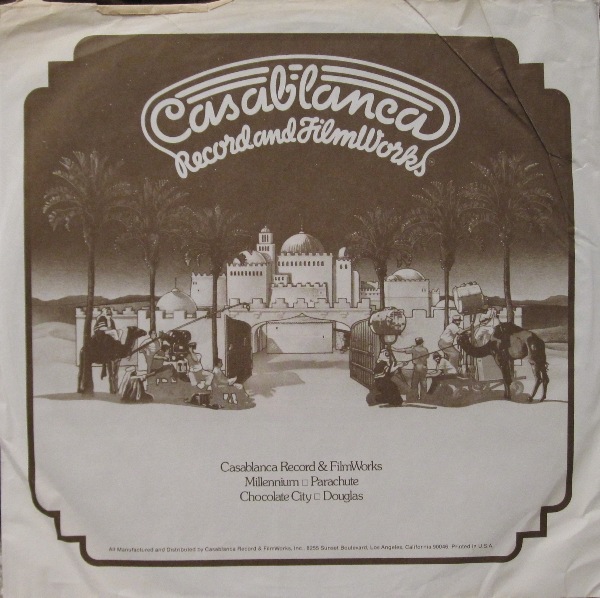 Casablanca
Record and FilmWorks
Casablanca Record & FilmWorks
Millennium □ Parachute
Chocolate City □ Douglas
All Manufactured and Distributed by Casablanca Record & FilmWorks, Inc., 8255 Sunset Boulevard, Los Angeles, California 90046. Printed in U.S.A.